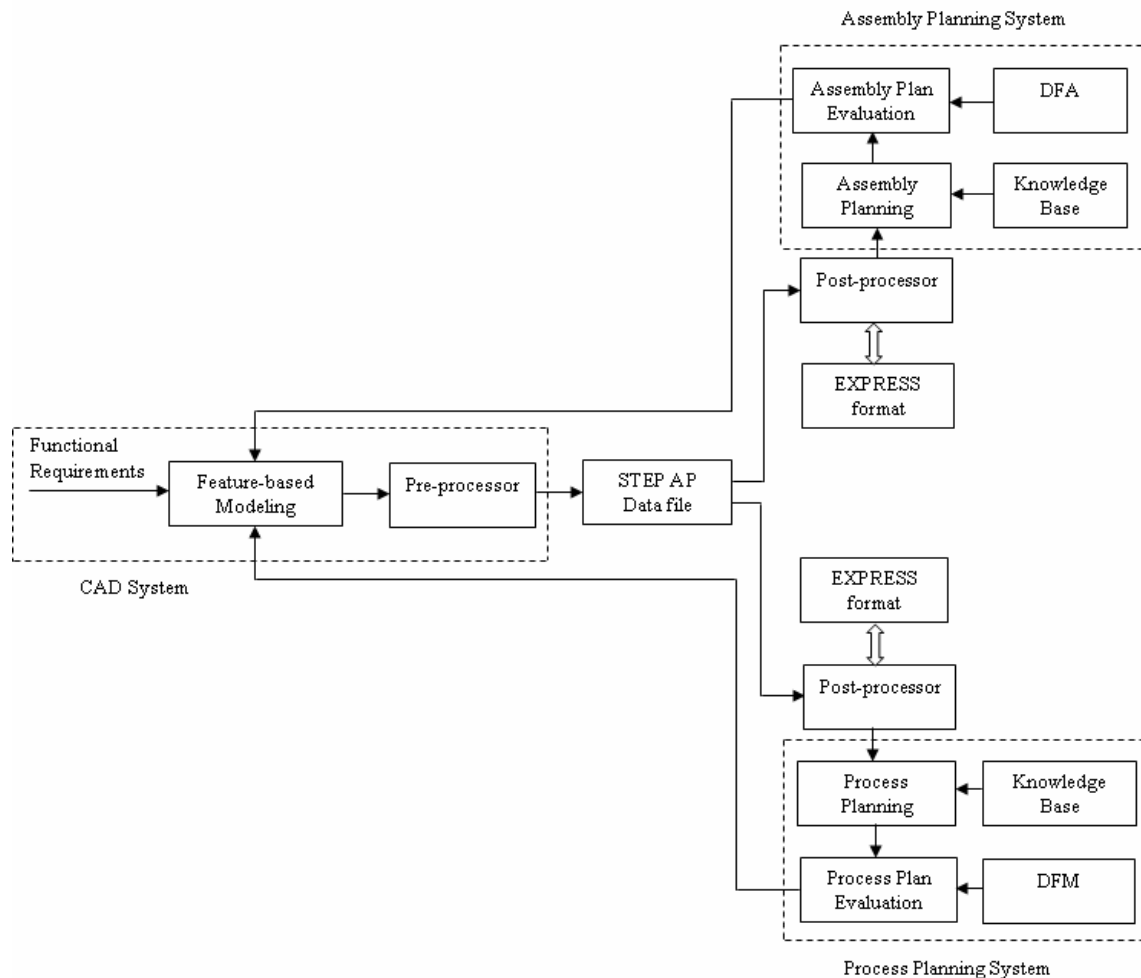 Assembly Planning System
Assembly Plan
Evaluation
DFA
Assembly
Planning
Knowledge
Base
Post-processor
EXPRESS
format
Functional
Requirements
Feature-based
Modeling
Pre-processor
STEP AP
Data file
CAD System
EXPRESS
format
Post-processor
Process
Planning
Knowledge
Base
Process Plan
Evaluation
DFM
Process Planning System